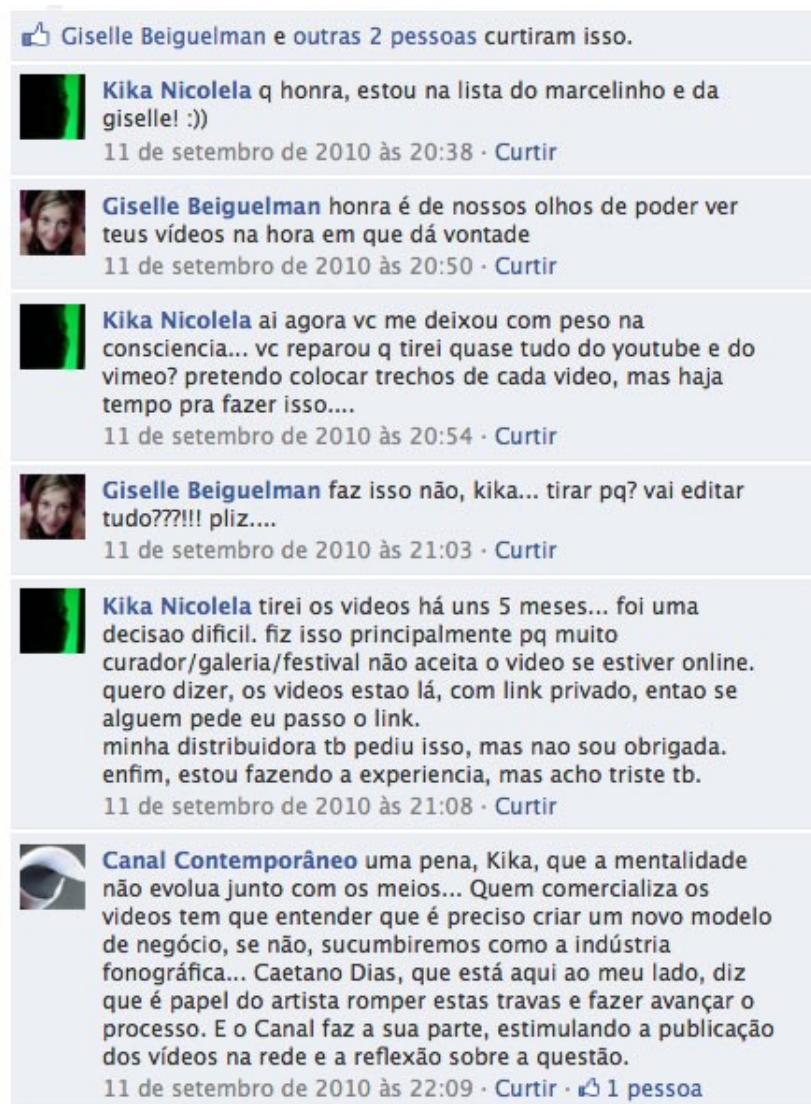 Giselle Beiguelman e outras 2 pessoas curtiram isso.
Kika Nicolela q honra, estou na lista do marcelinho e da
giselle! :))
11 de setembro de 2010 às 20:38 · Curtir
Giselle Beiguelman honra é de nossos olhos de poder ver
teus vídeos na hora em que dá vontade
11 de setembro de 2010 às 20:50 · Curtir
Kika Nicolela ai agora vc me deixou com peso na
consciencia... vc reparou q tirei quase tudo do youtube e do
vimeo? pretendo colocar trechos de cada video, mas haja
tempo pra fazer isso....
11 de setembro de 2010 às 20:54 · Curtir
Giselle Beiguelman faz isso não, kika... tirar pq? vai editar
tudo???!!! pliz....
11 de setembro de 2010 às 21:03 · Curtir
Kika Nicolela tirei os videos há uns 5 meses... foi uma
decisao dificil. fiz isso principalmente pq muito
curador/galeria/festival não aceita o video se estiver online.
quero dizer, os videos estao lá, com link privado, entao se
alguem pede eu passo o link.
minha distribuidora tb pediu isso, mas nao sou obrigada.
enfim, estou fazendo a experiencia, mas acho triste tb.
11 de setembro de 2010 às 21:08 · Curtir
Canal Contemporâneo uma pena, Kika, que a mentalidade
não evolua junto com os meios... Quem comercializa os
videos tem que entender que é preciso criar um novo modelo
de negócio, se não, sucumbiremos como a indústria
fonográfica... Caetano Dias, que está aqui ao meu lado, diz
que é papel do artista romper estas travas e fazer avançar o
processo. E o Canal faz a sua parte, estimulando a publicação
dos vídeos na rede e a reflexão sobre a questão.
11 de setembro de 2010 às 22:09 · Curtir · 1 pessoa